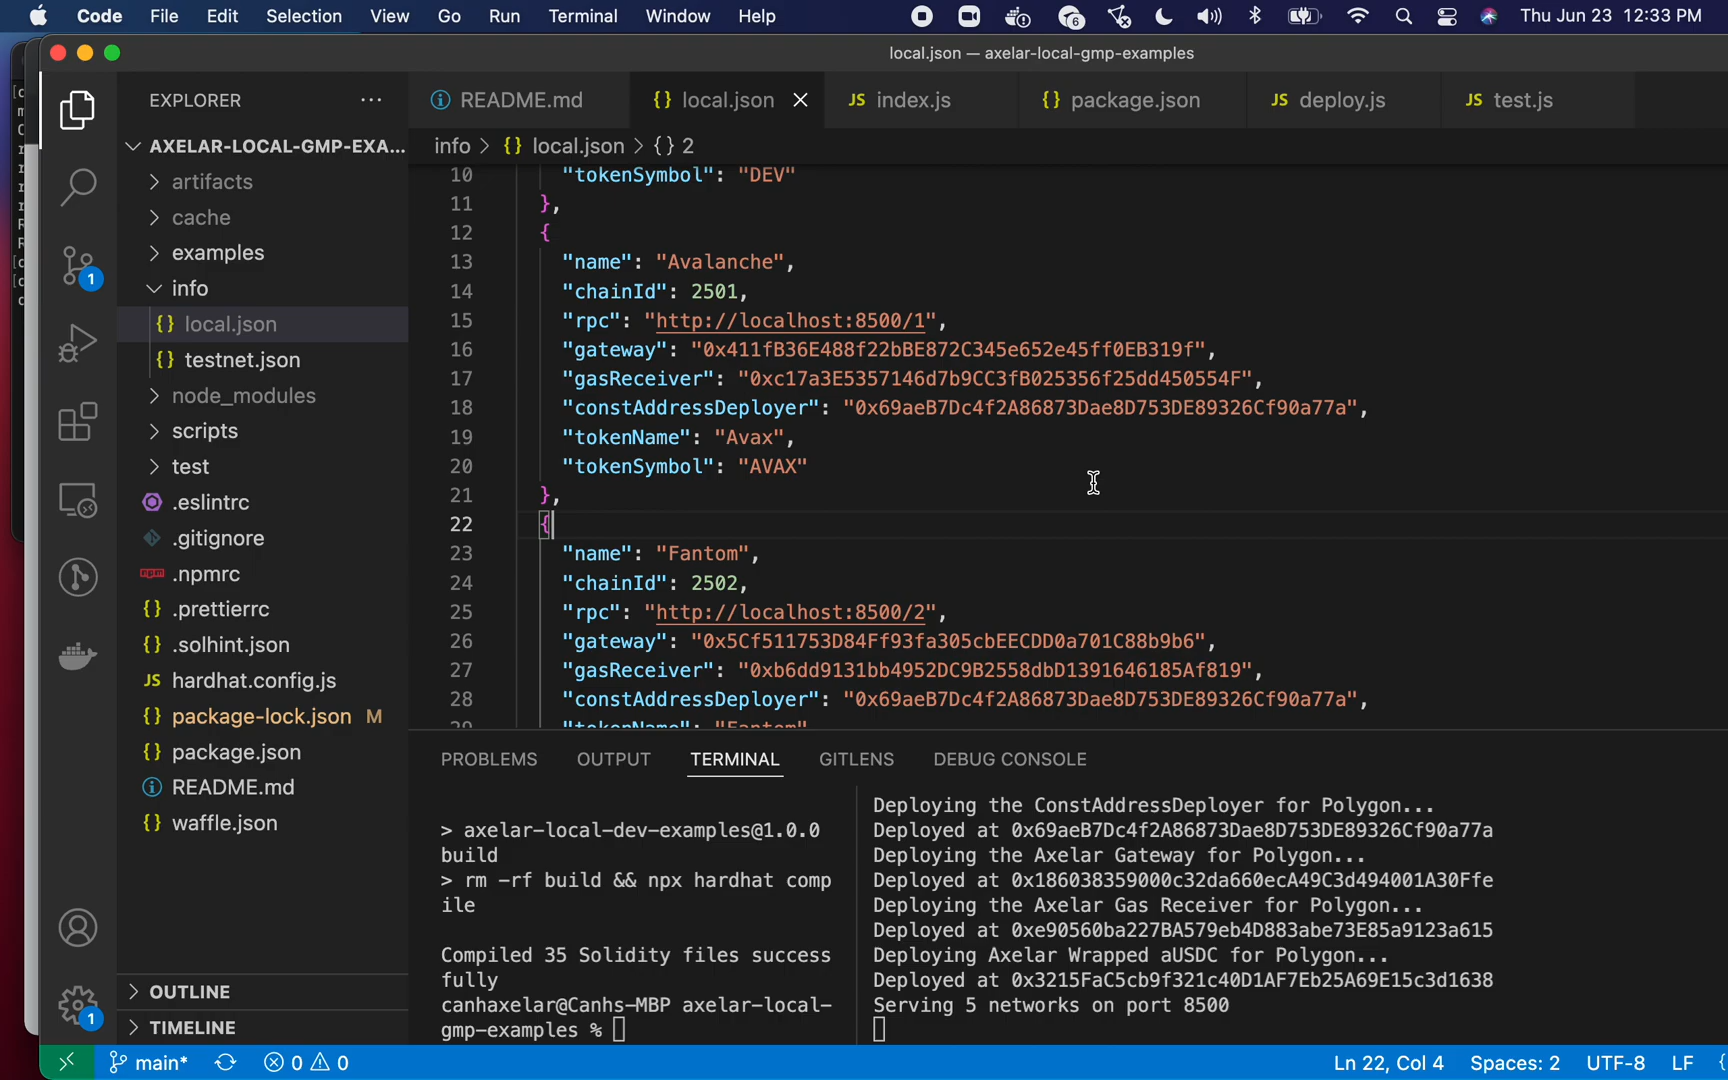 Code File Edit Selection View Go Run Terminal Window Help 6 Thu Jun 23 12:33 PM
local.json — axelar-local-gmp-examples
EXPLORER ...
README.md {} local.json × JS index.js {} package.json JS deploy.js JS test.js
AXELAR-LOCAL-GMP-EXA...
info > {} local.json > {} 2
artifacts
cache
examples
info
{} local.json
{} testnet.json
node_modules
scripts
test
.eslintrc
.gitignore
npm .npmrc
{} .prettierrc
{} .solhint.json
JS hardhat.config.js
{} package-lock.json M
{} package.json
README.md
{} waffle.json
OUTLINE
TIMELINE
1
1
10 "tokenSymbol": "DEV"
11 },
12 {
13 "name": "Avalanche",
14 "chainId": 2501,
15 "rpc": "http://localhost:8500/1",
16 "gateway": "0x411fB36E488f22bBE872C345e652e45ff0EB319f",
17 "gasReceiver": "0xc17a3E5357146d7b9CC3fB025356f25dd450554F",
18 "constAddressDeployer": "0x69aeB7Dc4f2A86873Dae8D753DE89326Cf90a77a",
19 "tokenName": "Avax",
20 "tokenSymbol": "AVAX"
21 },
22 {
23 "name": "Fantom",
24 "chainId": 2502,
25 "rpc": "http://localhost:8500/2",
26 "gateway": "0x5Cf511753D84Ff93fa305cbEECDD0a701C88b9b6",
27 "gasReceiver": "0xb6dd9131bb4952DC9B2558dbD1391646185Af819",
28 "constAddressDeployer": "0x69aeB7Dc4f2A86873Dae8D753DE89326Cf90a77a",
29 "tokenName": "Fantom"
PROBLEMS OUTPUT TERMINAL GITLENS DEBUG CONSOLE
> axelar-local-dev-examples@1.0.0
build
> rm -rf build && npx hardhat comp
ile
Compiled 35 Solidity files success
fully
canhaxelar@Canhs-MBP axelar-local-
gmp-examples %
Deploying the ConstAddressDeployer for Polygon...
Deployed at 0x69aeB7Dc4f2A86873Dae8D753DE89326Cf90a77a
Deploying the Axelar Gateway for Polygon...
Deployed at 0x186038359000c32da660ecA49C3d494001A30Ffe
Deploying the Axelar Gas Receiver for Polygon...
Deployed at 0xe90560ba227BA579eb4D883abe73E85a9123a615
Deploying Axelar Wrapped aUSDC for Polygon...
Deployed at 0x3215FaC5cb9f321c40D1AF7Eb25A69E15c3d1638
Serving 5 networks on port 8500
main* 0 0 Ln 22, Col 4 Spaces: 2 UTF-8 LF {